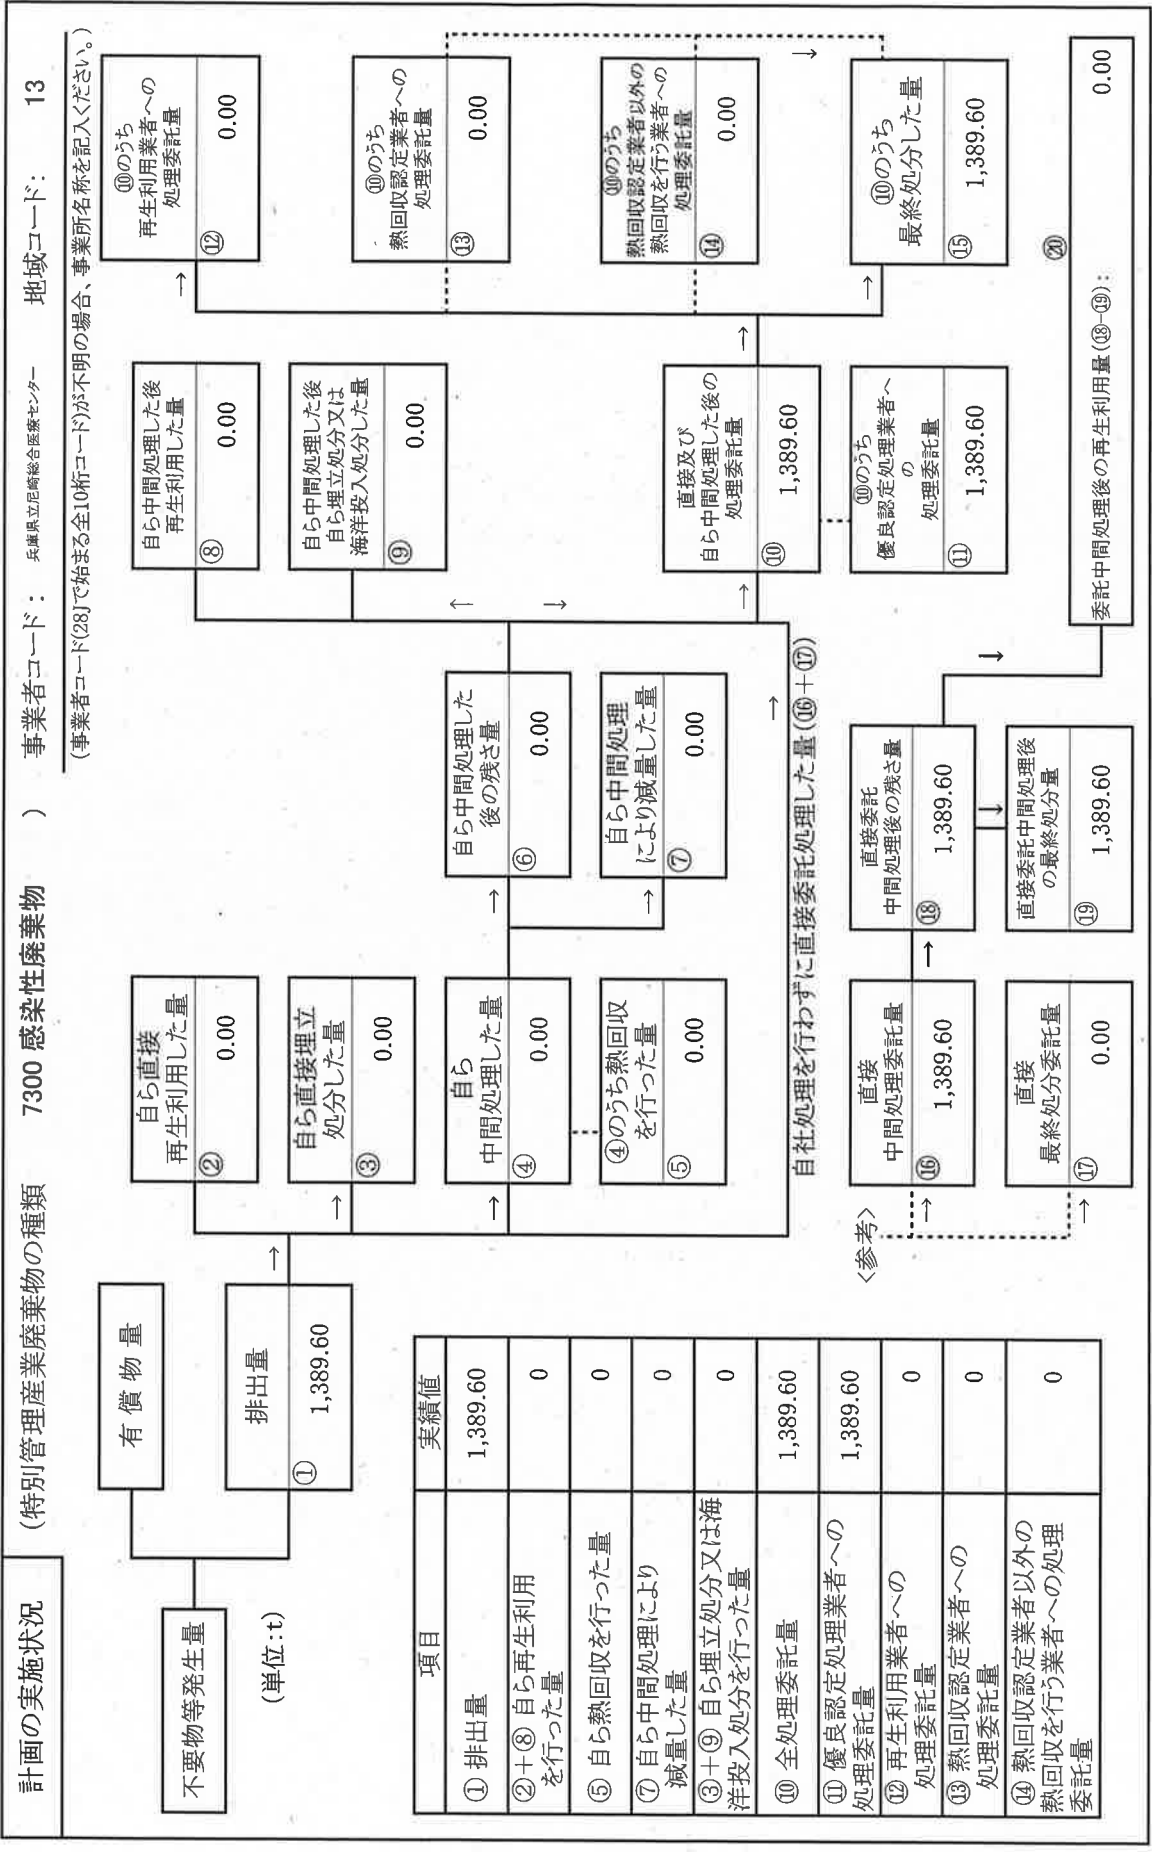 計画の実施状況
(特別管理産業廃棄物の種類 7300 感染性廃棄物 )
事業者コード: 兵庫県立尼崎総合医療センター 地域コード: 13
(事業者コード(28Jで始まる全10桁コード)が不明の場合、事業所名称を記入ください。)
不要物等発生量
(単位:t)
有償物量
排出量
① 1,389.60
自ら直接
再生利用した量
② 0.00
自ら直接埋立
処分した量
③ 0.00
自ら
中間処理した量
④ 0.00
④のうち熱回収
を行った量
⑤ 0.00
自ら中間処理した
後の残さ量
⑥ 0.00
自ら中間処理
により減量した量
⑦ 0.00
自ら中間処理した後
再生利用した量
⑧ 0.00
自ら中間処理した後
自ら埋立処分又は
海洋投入処分した量
⑨ 0.00
直接及び
自ら中間処理した後の
処理委託量
⑩ 1,389.60
⑩のうち
優良認定処理業者へ
の
処理委託量
⑪ 1,389.60
⑩のうち
再生利用業者への
処理委託量
⑫ 0.00
⑩のうち
熱回収認定業者への
処理委託量
⑬ 0.00
⑩のうち
熱回収認定業者以外の
熱回収を行う業者への
処理委託量
⑭ 0.00
⑩のうち
最終処分した量
⑮ 1,389.60
自社処理を行わずに直接委託処理した量(⑯+⑰)
<参考>
直接
中間処理委託量
⑯ 1,389.60
直接
最終処分委託量
⑰ 0.00
直接委託
中間処理後の残さ量
⑱ 1,389.60
直接委託中間処理後
の最終処分量
⑲ 1,389.60
⑳
委託中間処理後の再生利用量(⑱-⑲): 0.00
項目 実績値
① 排出量 1,389.60
②+⑧ 自ら再生利用
を行った量 0
⑤ 自ら熱回収を行った量 0
⑦ 自ら中間処理により
減量した量 0
③+⑨ 自ら埋立処分又は海
洋投入処分を行った量 0
⑩ 全処理委託量 1,389.60
⑪ 優良認定処理業者への
処理委託量 1,389.60
⑫ 再生利用業者への
処理委託量 0
⑬ 熱回収認定業者への
処理委託量 0
⑭ 熱回収認定業者以外の
熱回収を行う業者への処理
委託量 0